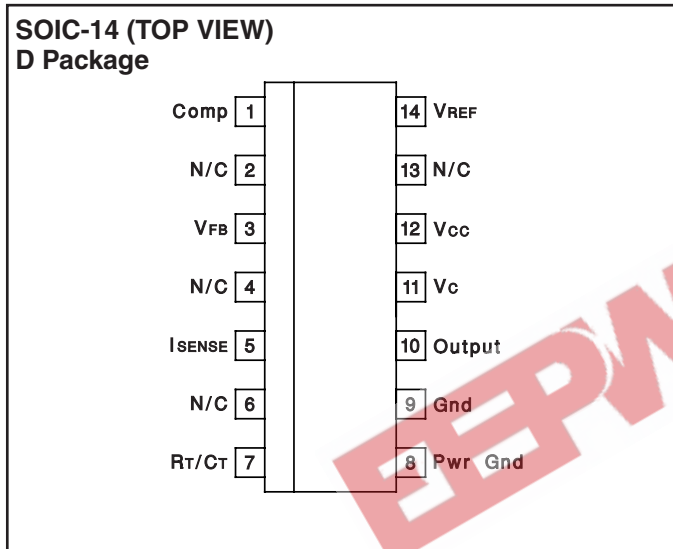 SOIC-14 (TOP VIEW)
D Package
Comp 1
14 VREF
N/C 2
13 N/C
VFB 3
12 VCC
N/C 4
11 VC
ISENSE 5
10 Output
N/C 6
9 Gnd
RT/CT 7
8 Pwr Gnd
EEPW